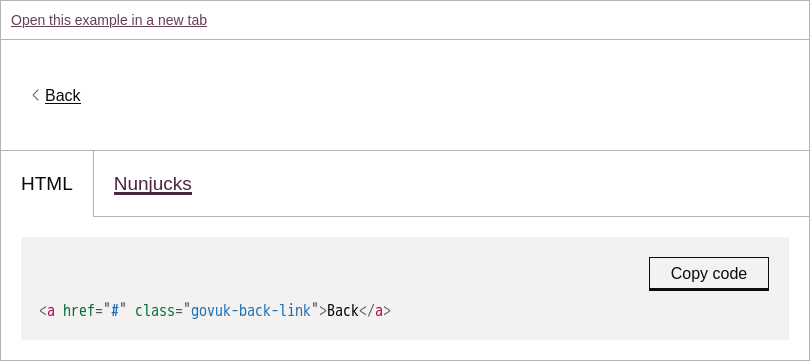 Open this example in a new tab
Back
HTML
Nunjucks
Copy code
<a href="#" class="govuk-back-link">Back</a>